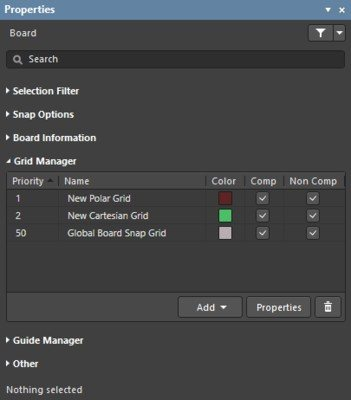 Properties
Board
Search
Selection Filter
Snap Options
Board Information
Grid Manager
Priority Name Color Comp Non Comp
1 New Polar Grid
2 New Cartesian Grid
50 Global Board Snap Grid
Add Properties
Guide Manager
Other
Nothing selected